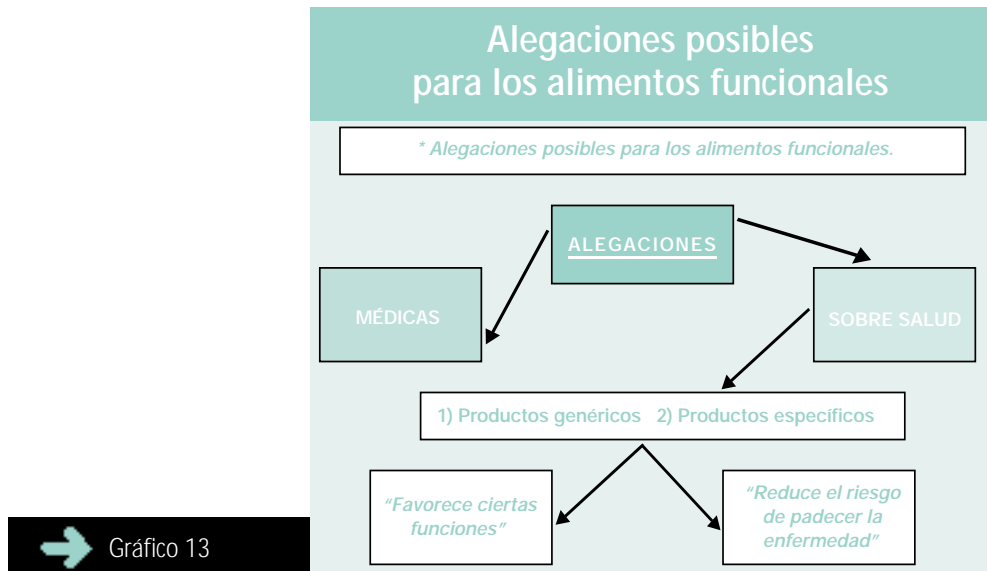 Alegaciones posibles
para los alimentos funcionales
* Alegaciones posibles para los alimentos funcionales.
ALEGACIONES
MÉDICAS
SOBRE SALUD
1) Productos genéricos 2) Productos específicos
“Favorece ciertas
funciones”
“Reduce el riesgo
de padecer la
enfermedad”
Gráfico 13